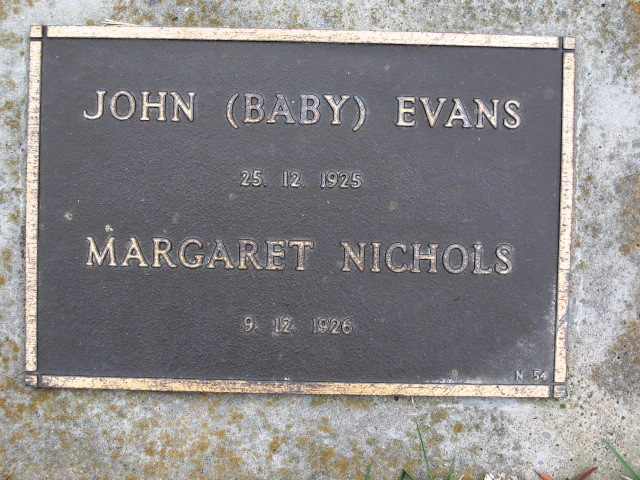 JOHN (BABY) EVANS
25. 12. 1925
MARGARET NICHOLS
9. 12. 1926
N 54